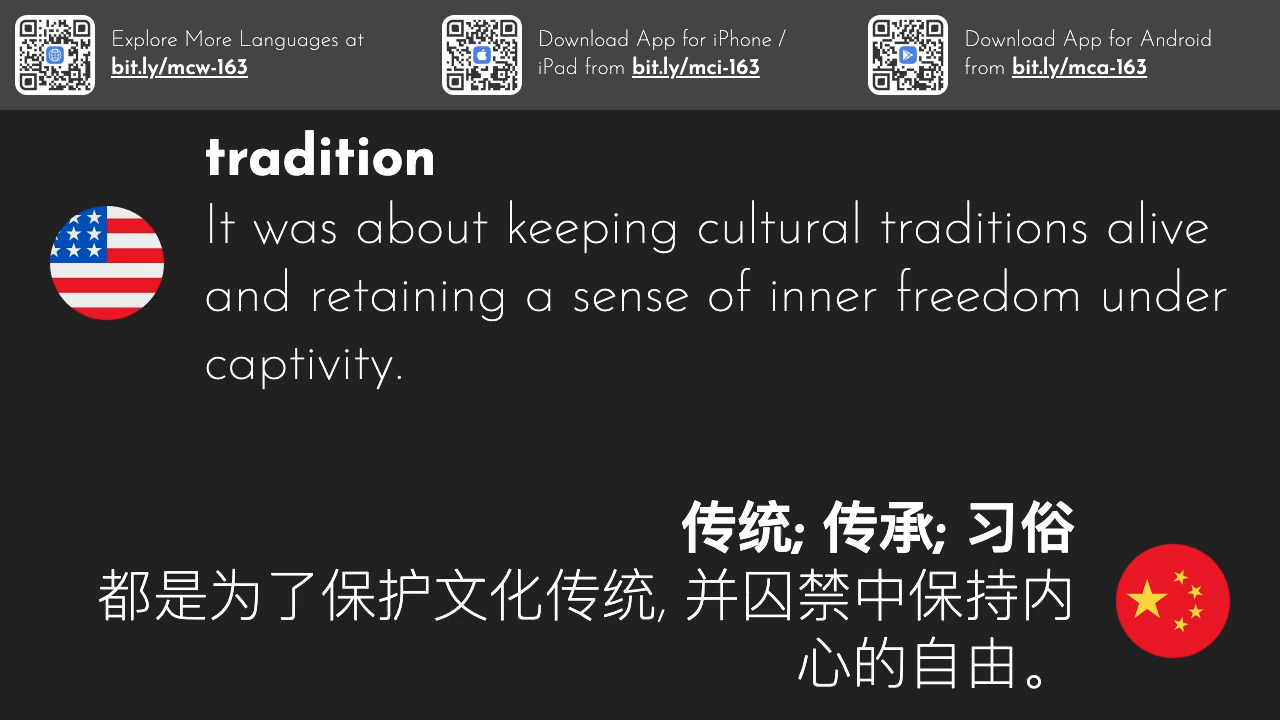 Explore More Languages at
bit.ly/mcw-163
Download App for iPhone /
iPad from bit.ly/mci-163
Download App for Android
from bit.ly/mca-163
tradition
It was about keeping cultural traditions alive
and retaining a sense of inner freedom under
captivity.
传统; 传承; 习俗
都是为了保护文化传统, 并囚禁中保持内
心的自由。